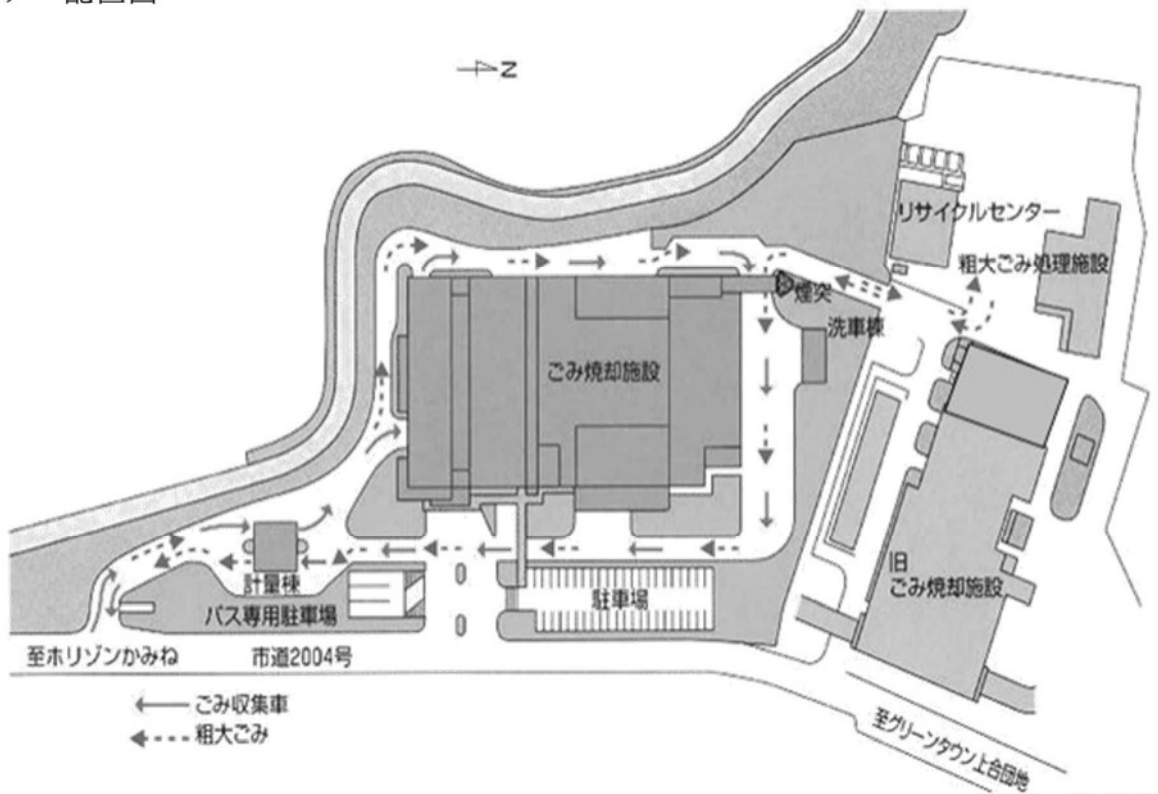 N
リサイクルセンター
粗大ごみ処理施設
煙突
洗車棟
ごみ焼却施設
計量棟
バス専用駐車場
駐車場
旧
ごみ焼却施設
至ホリゾンかみね
市道2004号
ごみ収集車
粗大ごみ
至グリーンタウン上合団地